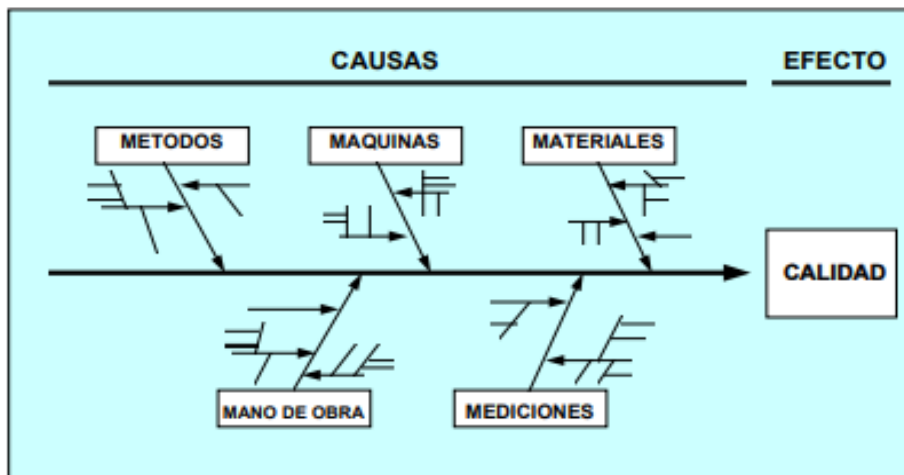 CAUSAS
EFECTO
METODOS
MAQUINAS
MATERIALES
CALIDAD
MANO DE OBRA
MEDICIONES